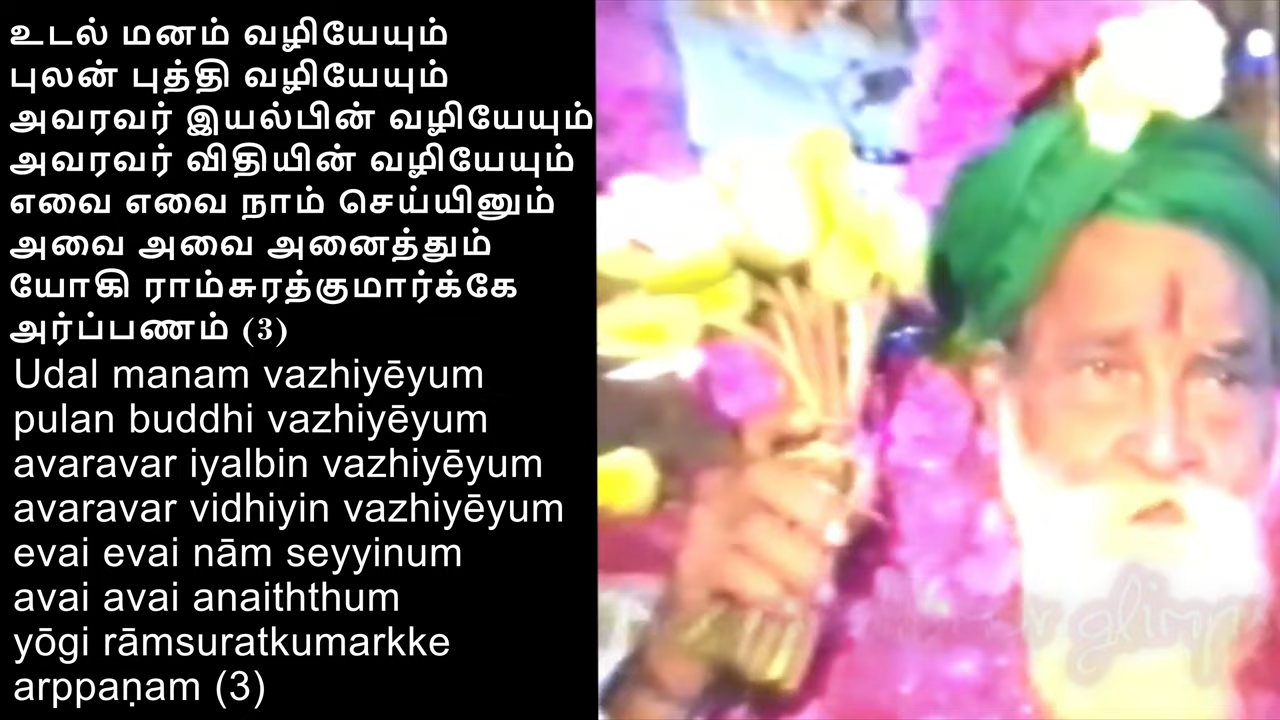 உடல் மனம் வழியேயும்
புலன் புத்தி வழியேயும்
அவரவர் இயல்பின் வழியேயும்
அவரவர் விதியின் வழியேயும்
எவை எவை நாம் செய்யினும்
அவை அவை அனைத்தும்
யோகி ராம்சுரத்குமார்க்கே
அர்ப்பணம் (3)
Udal manam vazhiyēyum
pulan buddhi vazhiyēyum
avaravar iyalbin vazhiyēyum
avaravar vidhiyin vazhiyēyum
evai evai nām seyyinum
avai avai anaiththum
yōgi rāmsuratkumarkke
arppaṇam (3)